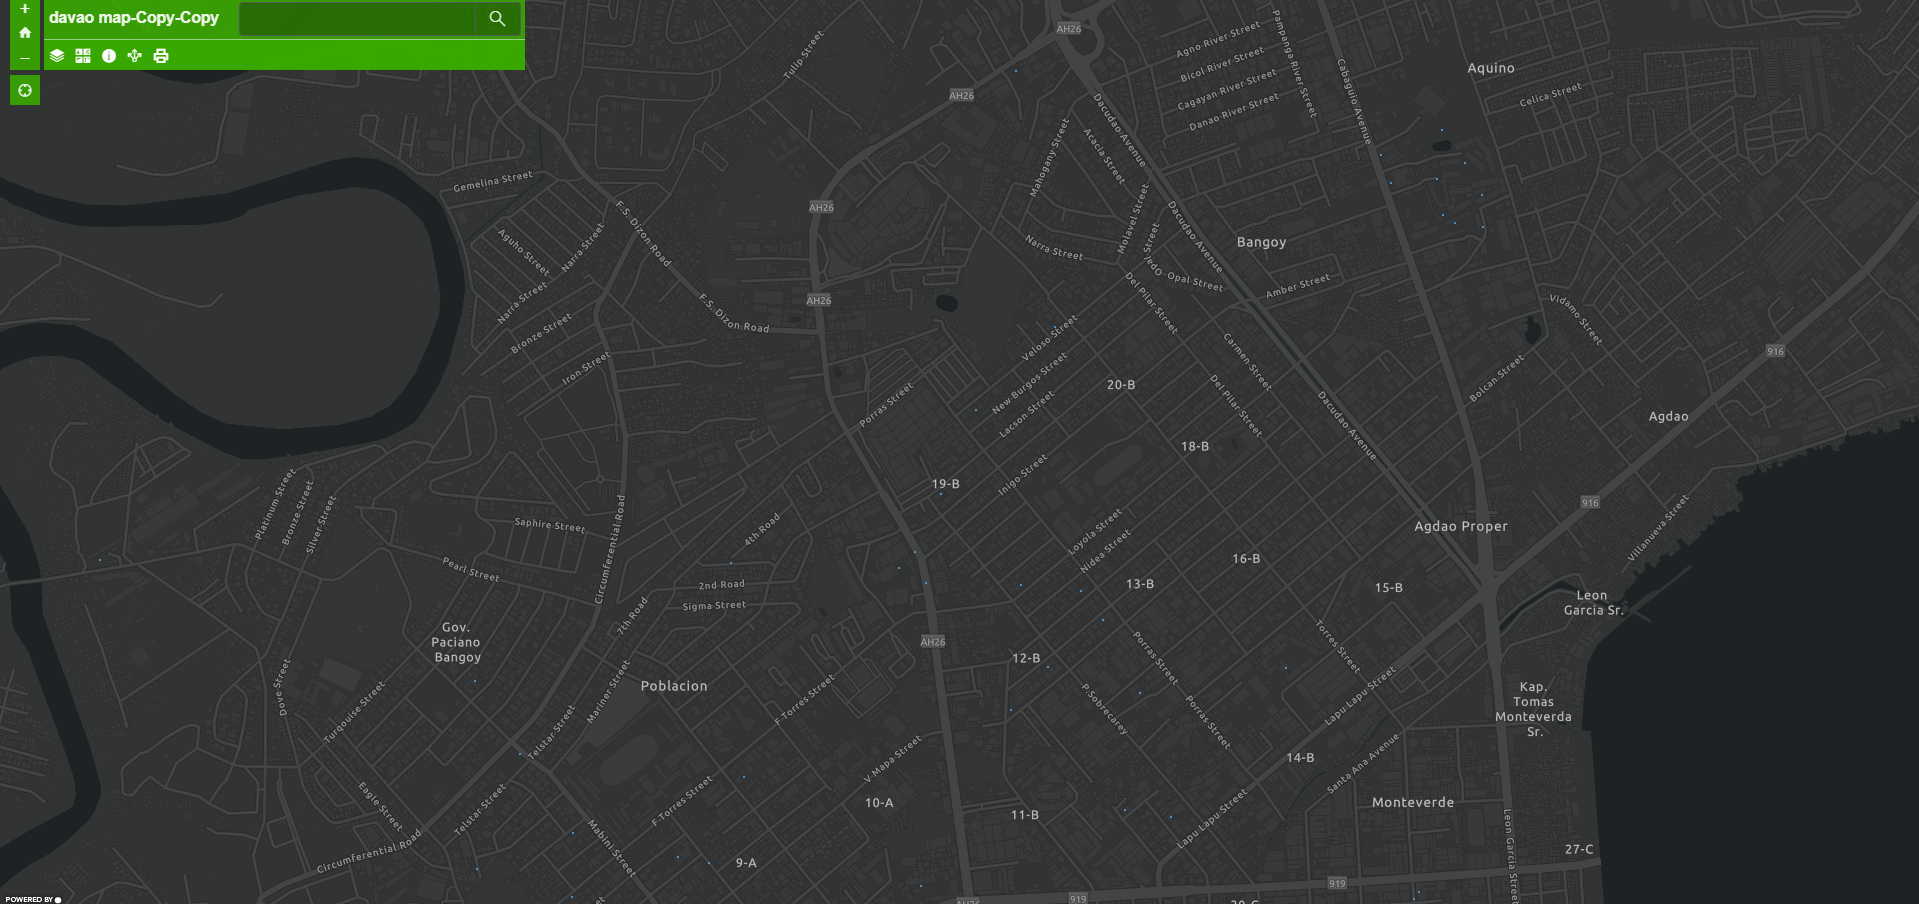 davao map-Copy-Copy
AH26
Agno River Street
Bicol River Street
Cagayan River Street
Danao River Street
Pampanga River Street
Cabaguio Avenue
Aquino
Celica Street
Tulip Street
AH26
Dacudao Avenue
Acacia Street
Mahogany Street
Gemelina Street
F.S. Dizon Road
AH26
Molavel Street
Dacudao Avenue
Bangoy
Aguho Street
Narra Street
Narra Street
Opal Street
Amber Street
Narra Street
Del Pilar Street
AH26
F.S. Dizon Road
Vidamo Street
Bronze Street
Veloso Street
Carmen Street
916
Iron Street
New Burgos Street
20-B
Bolcan Street
Porras Street
Lacson Street
Del Pilar Street
Dacudao Avenue
Agdao
18-B
Inigo Street
19-B
Platinum Street
Bronze Street
Silver Street
Saphire Street
Circumferential Road
4th Road
916
Agdao Proper
Villanueva Street
Loyola Street
Nidea Street
16-B
Pearl Street
2nd Road
13-B
15-B
Leon
Garcia Sr.
Sigma Street
7th Road
Gov.
Paciano
Bangoy
AH26
Torres Street
Porras Street
12-B
Dove Street
Poblacion
Mariner Street
Turqouise Street
F.Torres Street
P.Sobrecarey
Porras Street
Lapu Lapu Street
Kap.
Tomas
Monteverda
Sr.
Telstar Street
V-Mapa Street
14-B
Santa Ana Avenue
Eagle Street
Telstar Street
F.Torres Street
10-A
11-B
Monteverde
Circumferential Road
Mabini Street
Lapu Lapu Street
Leon Garcia Street
9-A
27-C
919
919
AH26
POWERED BY